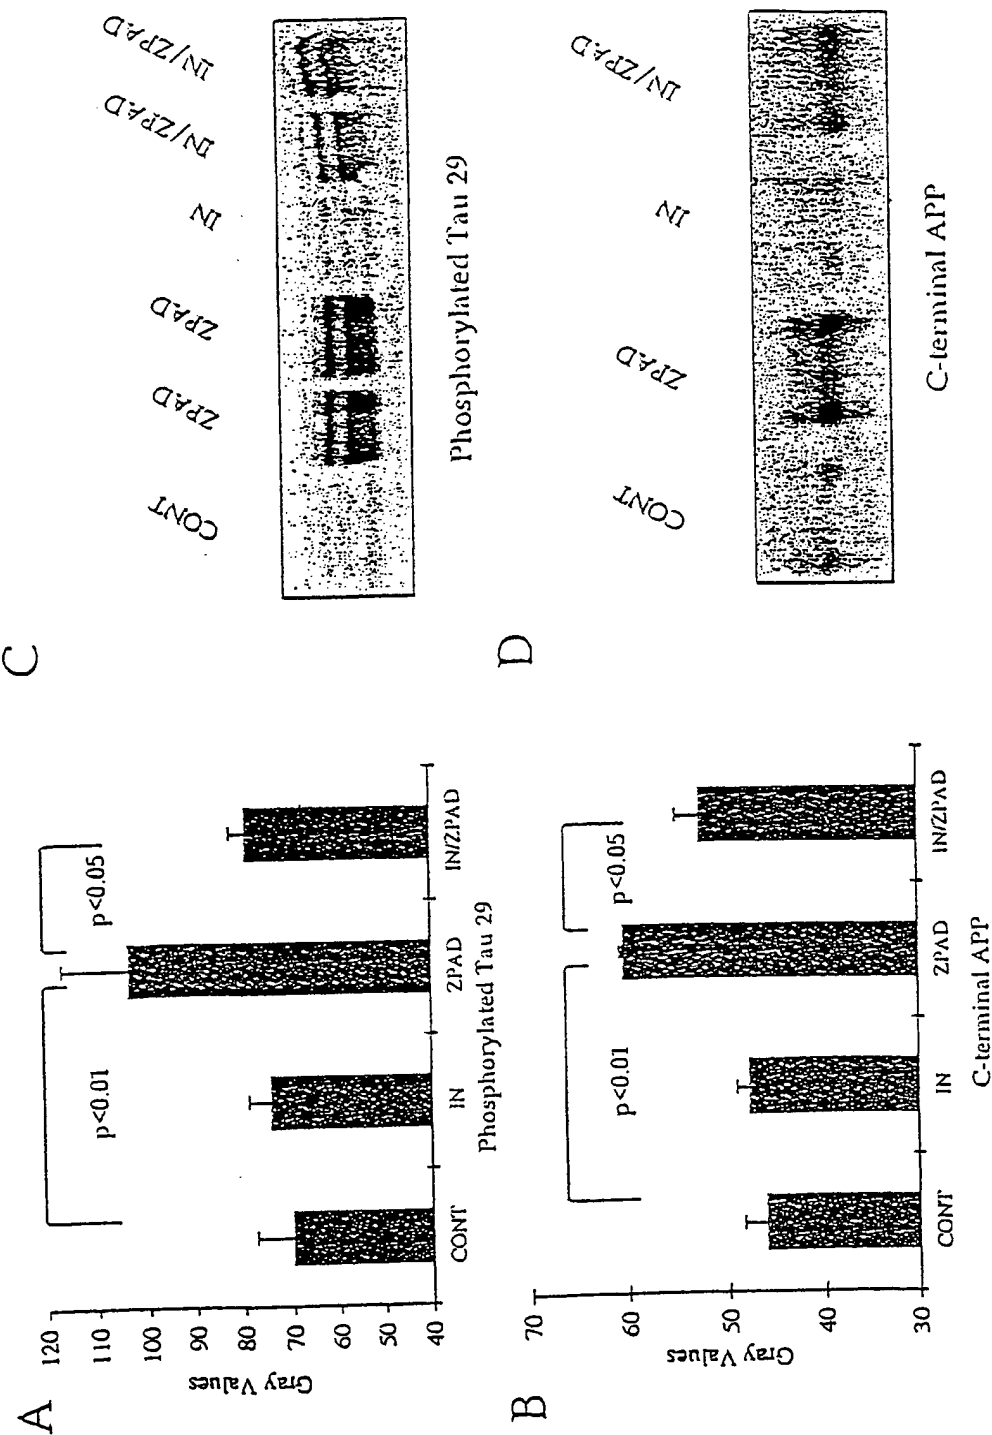 A
120
110
100
90
80
70
60
50
40
Gray Values
p<0.01
p<0.05
CONT
IN
ZPAD
IN/ZPAD
Phosphorylated Tau 29
B
70
60
50
40
30
Gray Values
p<0.01
p<0.05
CONT
IN
ZPAD
IN/ZPAD
C-terminal APP
C
CONT
ZPAD
ZPAD
IN
IN/ZPAD
IN/ZPAD
Phosphorylated Tau 29
D
CONT
ZPAD
IN
IN/ZPAD
C-terminal APP